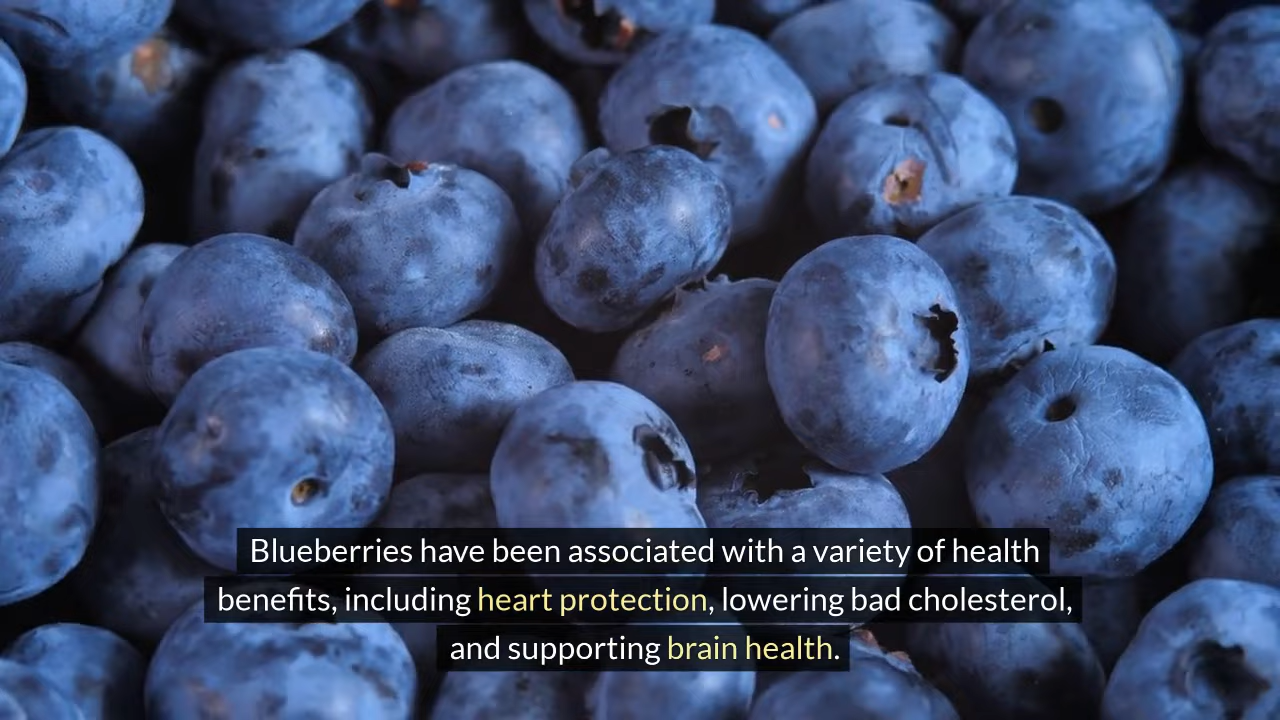 Blueberries have been associated with a variety of health
benefits, including heart protection, lowering bad cholesterol,
and supporting brain health.